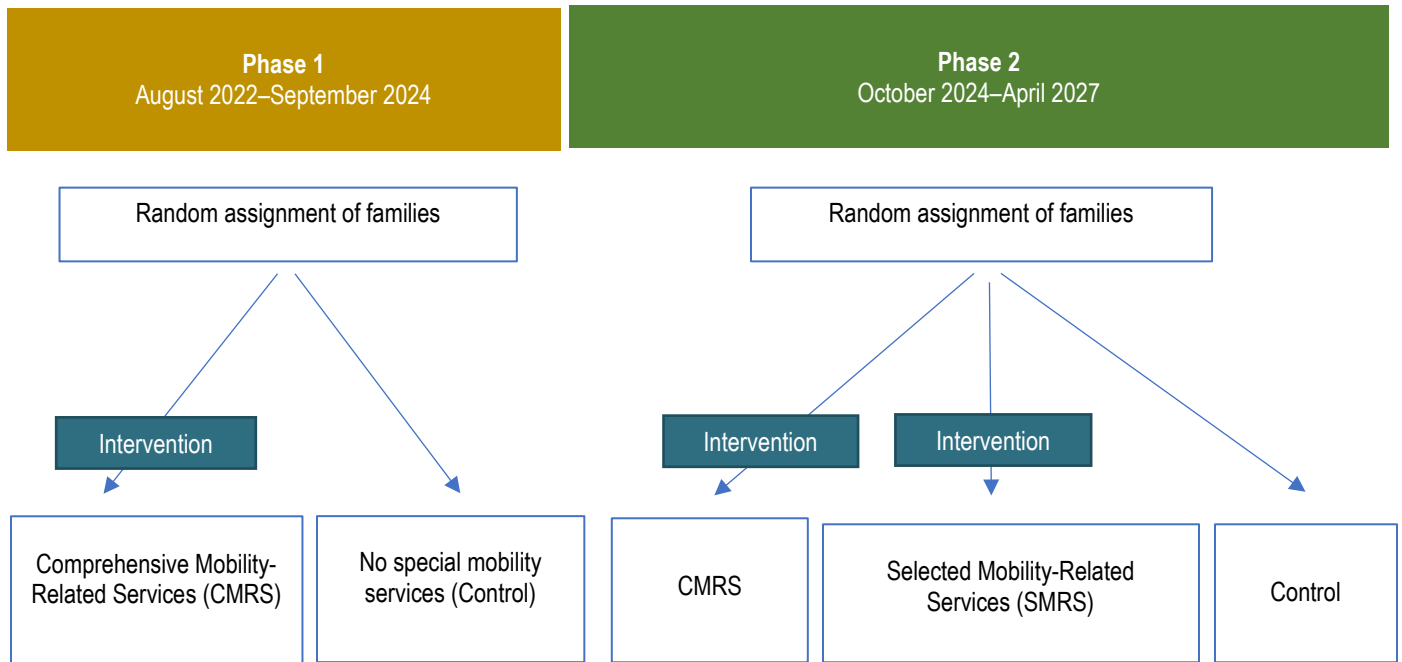 Phase 1
August 2022–September 2024
Phase 2
October 2024–April 2027
Random assignment of families
Random assignment of families
Intervention
Intervention
Intervention
Comprehensive Mobility-
Related Services (CMRS)
No special mobility
services (Control)
CMRS
Selected Mobility-Related
Services (SMRS)
Control